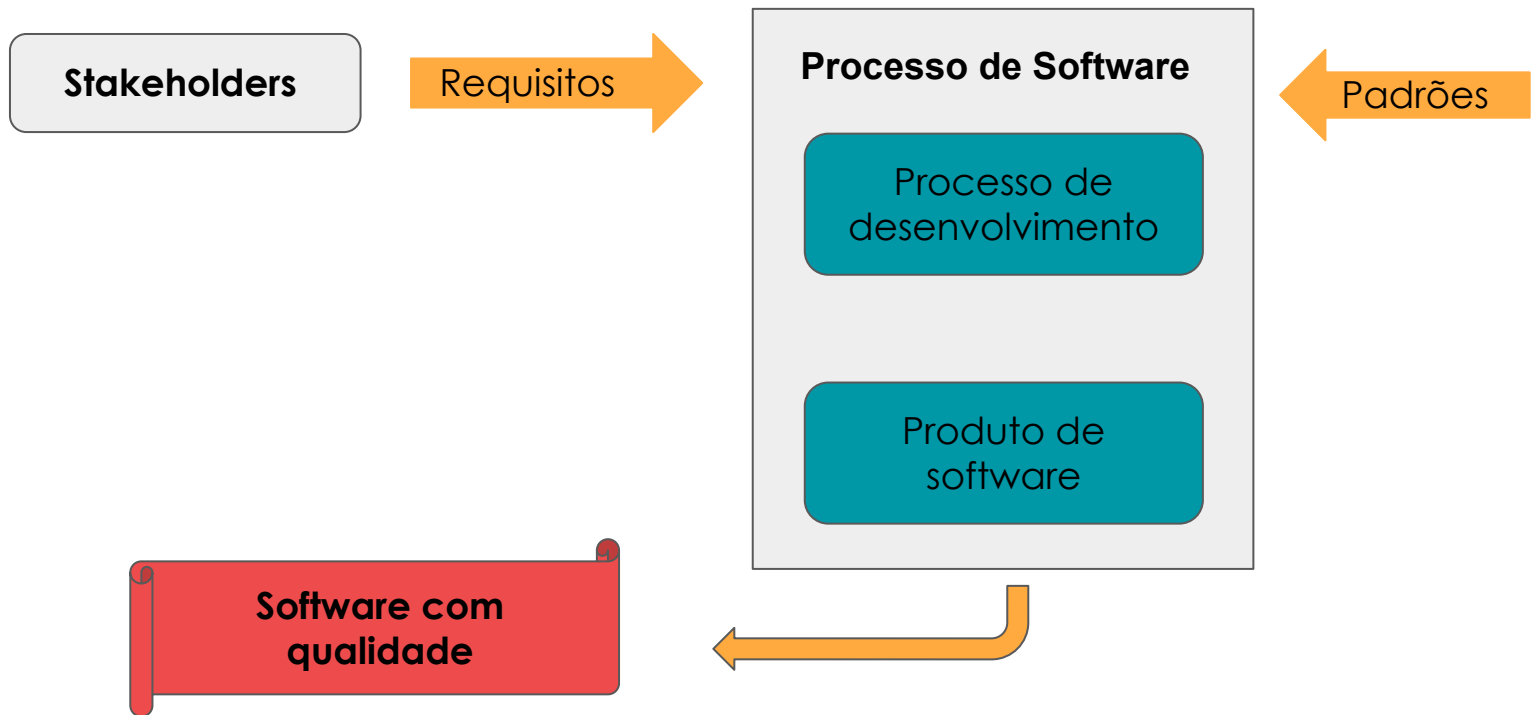 Stakeholders
Requisitos
Processo de Software
Padrões
Processo de
desenvolvimento
Produto de
software
Software com
qualidade